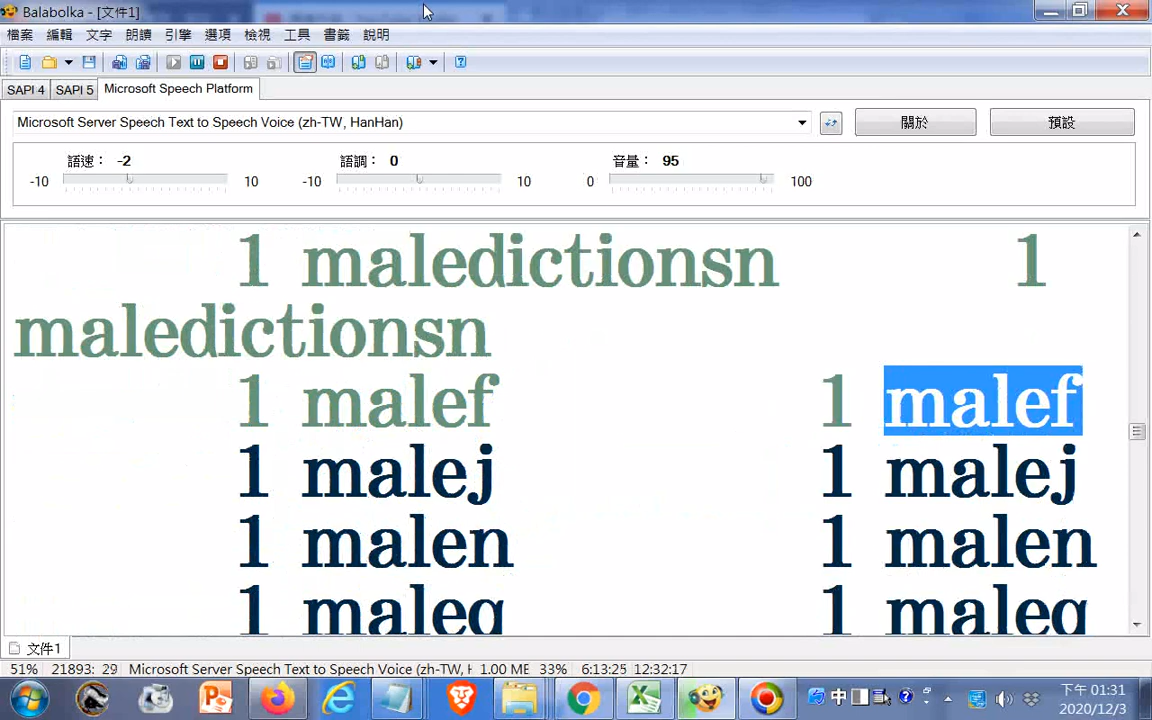 Balabolka - [文件1]
檔案 編輯 文字 朗讀 引擎 選項 檢視 工具 書籤 說明
SAPI 4 SAPI 5 Microsoft Speech Platform
Microsoft Server Speech Text to Speech Voice (zh-TW, HanHan) 關於 預設
語速： -2 語調： 0 音量： 95
-10 10 -10 10 0 100
1 maledictionsn 1
maledictionsn
1 malef 1 malef
1 malej 1 malej
1 malen 1 malen
1 maleq 1 maleq
文件1
51% 21893: 29 Microsoft Server Speech Text to Speech Voice (zh-TW, H 1.00 ME 33% 6:13:25 12:32:17
中 下午 01:31
2020/12/3